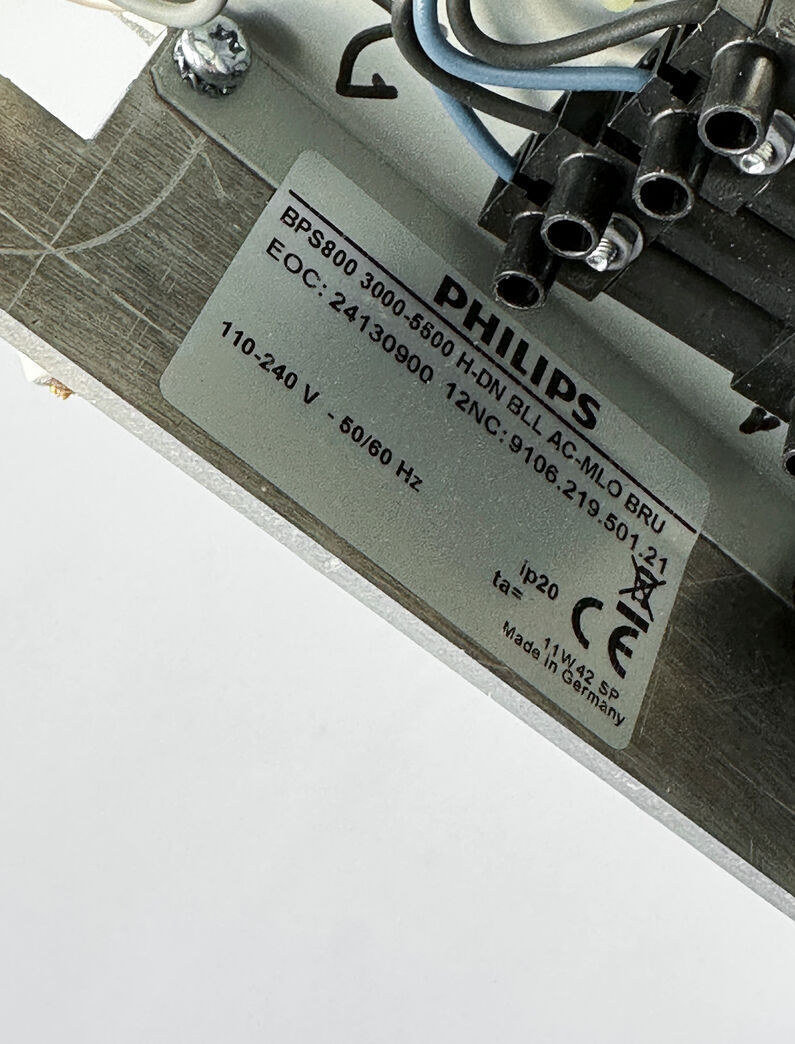 PHILIPS
BPS800 3000-5500 H-DN BLL AC-MLO BRU
EOC: 24130900 12NC: 9106.219.501.21
110-240 V - 50/60 Hz
ip20
ta=
CE
11W42 SP
Made in Germany